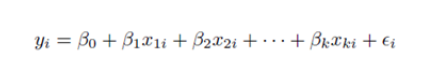 yᵢ = β₀ + β₁x₁ᵢ + β₂x₂ᵢ + ··· + βₖxₖᵢ + ϵᵢ